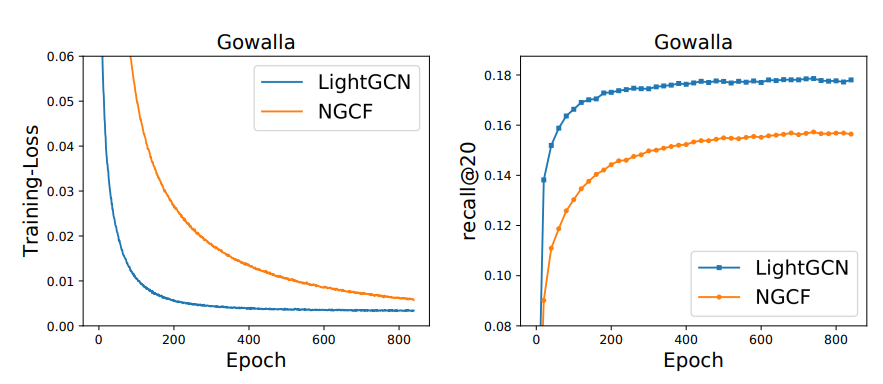 Gowalla
0.06
0.05
0.04
0.03
0.02
0.01
0.00
Training-Loss
LightGCN
NGCF
0 200 400 600 800
Epoch
Gowalla
0.18
0.16
0.14
0.12
0.10
0.08
recall@20
LightGCN
NGCF
0 200 400 600 800
Epoch